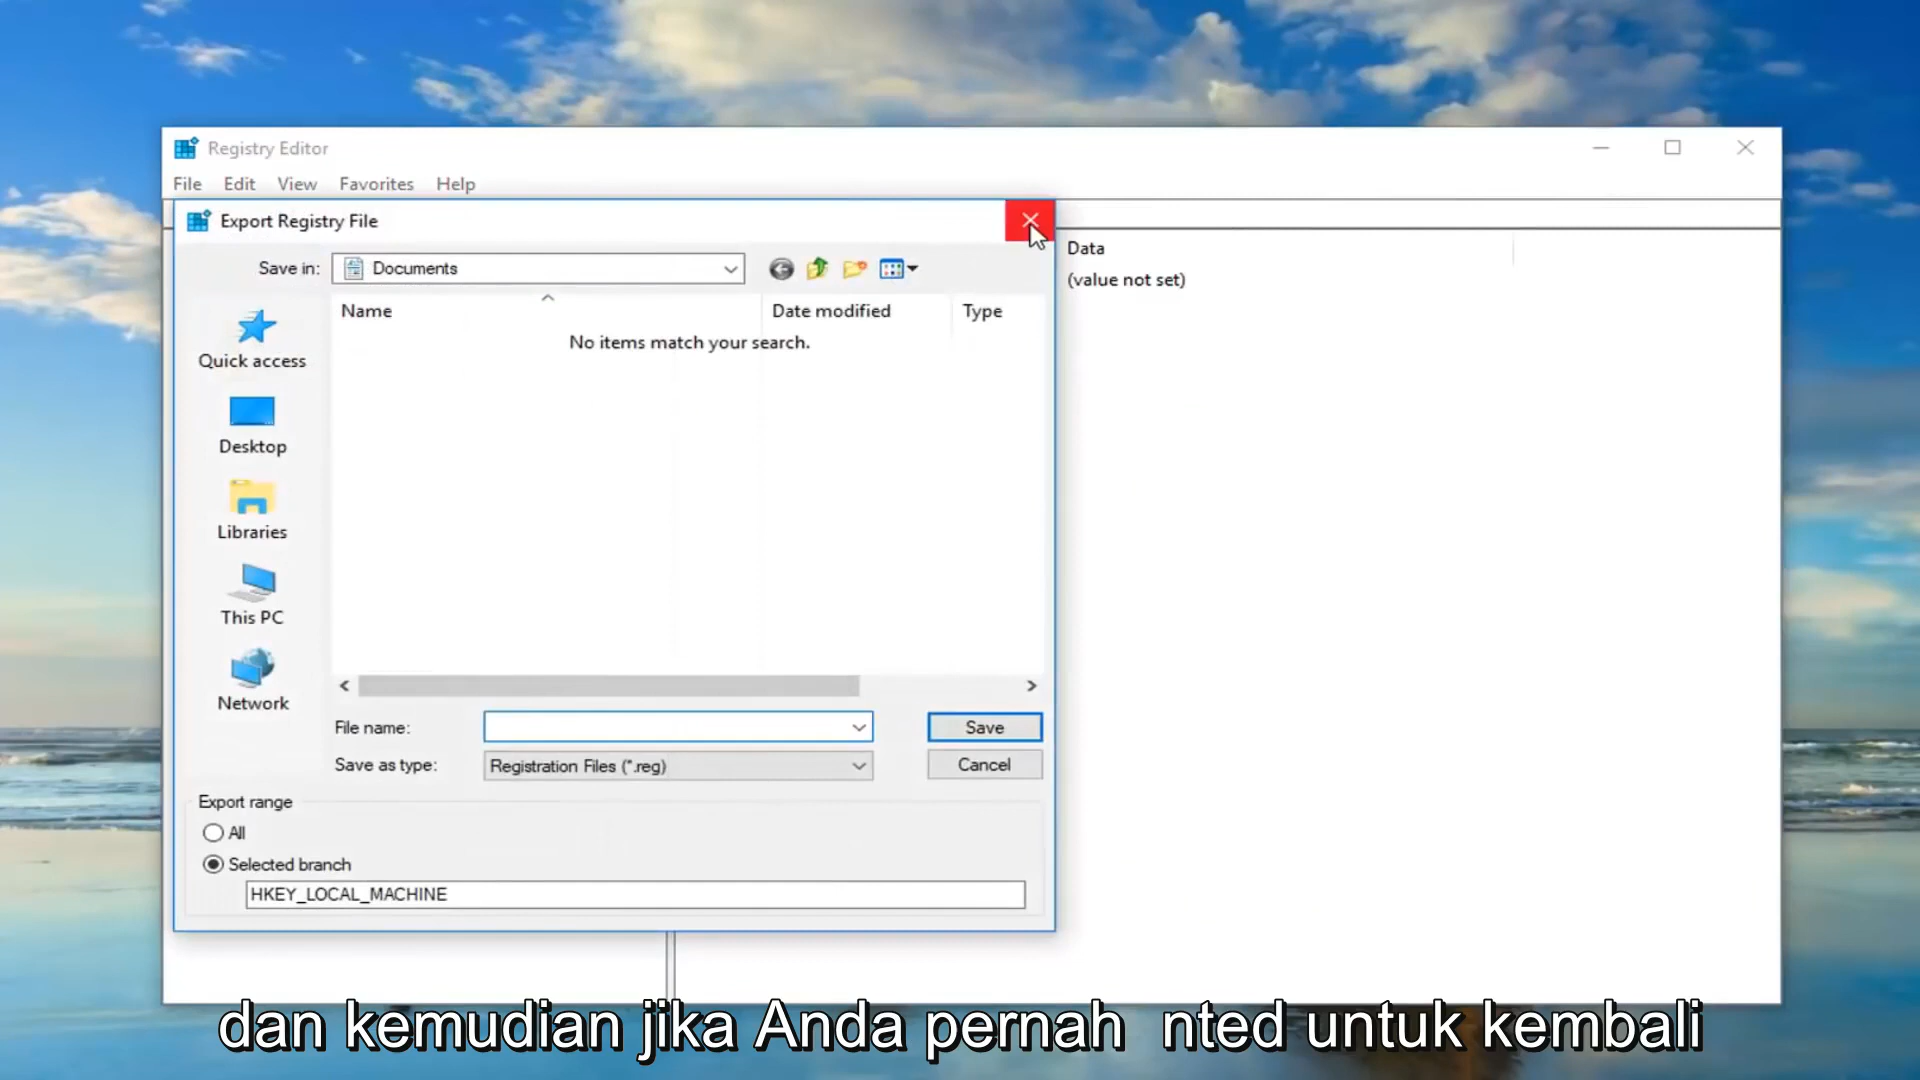 Registry Editor
File Edit View Favorites Help
Export Registry File
Save in: Documents
Data
(value not set)
Name Date modified Type
No items match your search.
Quick access
Desktop
Libraries
This PC
Network
File name: Save
Save as type: Registration Files (*.reg) Cancel
Export range
All
Selected branch
HKEY_LOCAL_MACHINE
dan kemudian jika Anda pernah nted untuk kembali